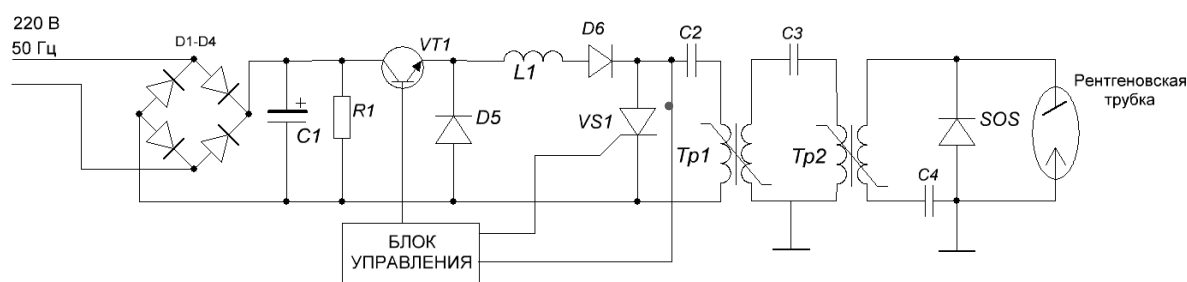 220 В
50 Гц
D1-D4
VT1
L1
D6
C2
C3
+
C1
R1
D5
VS1
Тр1
Тр2
SOS
C4
Рентгеновская
трубка
БЛОК
УПРАВЛЕНИЯ